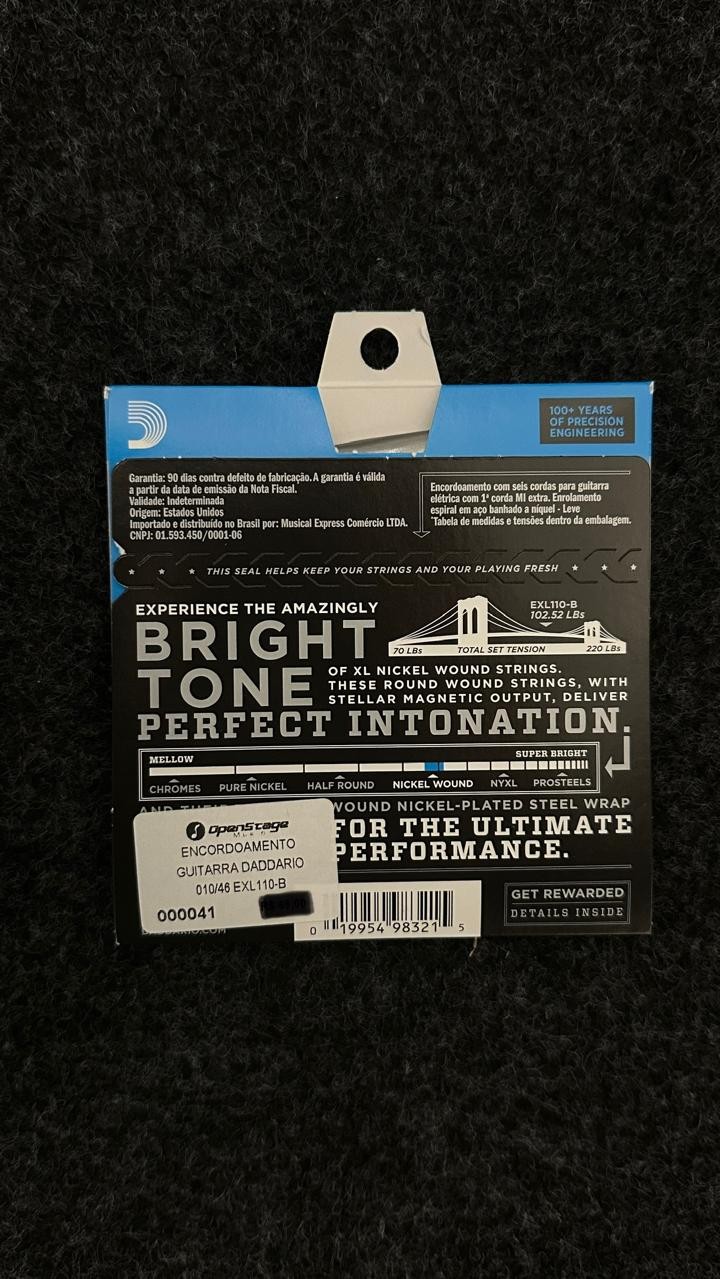 100+ YEARS
OF PRECISION
ENGINEERING
Garantia: 90 dias contra defeito de fabricação. A garantia é válida
a partir da data de emissão da Nota Fiscal.
Validade: Indeterminada
Origem: Estados Unidos
Importado e distribuído no Brasil por: Musical Express Comércio LTDA.
CNPJ: 01.593.450/0001-06
Encordoamento com seis cordas para guitarra
elétrica com 1ª corda MI extra. Enrolamento
espiral em aço banhado a níquel - Leve
Tabela de medidas e tensões dentro da embalagem.
THIS SEAL HELPS KEEP YOUR STRINGS AND YOUR PLAYING FRESH
EXPERIENCE THE AMAZINGLY
BRIGHT
TONE
EXL110-B
102.52 LBs
70 LBs TOTAL SET TENSION 220 LBs
OF XL NICKEL WOUND STRINGS.
THESE ROUND WOUND STRINGS, WITH
STELLAR MAGNETIC OUTPUT, DELIVER
PERFECT INTONATION.
MELLOW SUPER BRIGHT
CHROMES PURE NICKEL HALF ROUND NICKEL WOUND NYXL PROSTEELS
AND THEIR WOUND NICKEL-PLATED STEEL WRAP
FOR THE ULTIMATE
PERFORMANCE.
OpenStage
Music
ENCORDOAMENTO
GUITARRA DADDARIO
010/46 EXL110-B
000041
DADDARIO.COM
0 19954 98321 5
GET REWARDED
DETAILS INSIDE